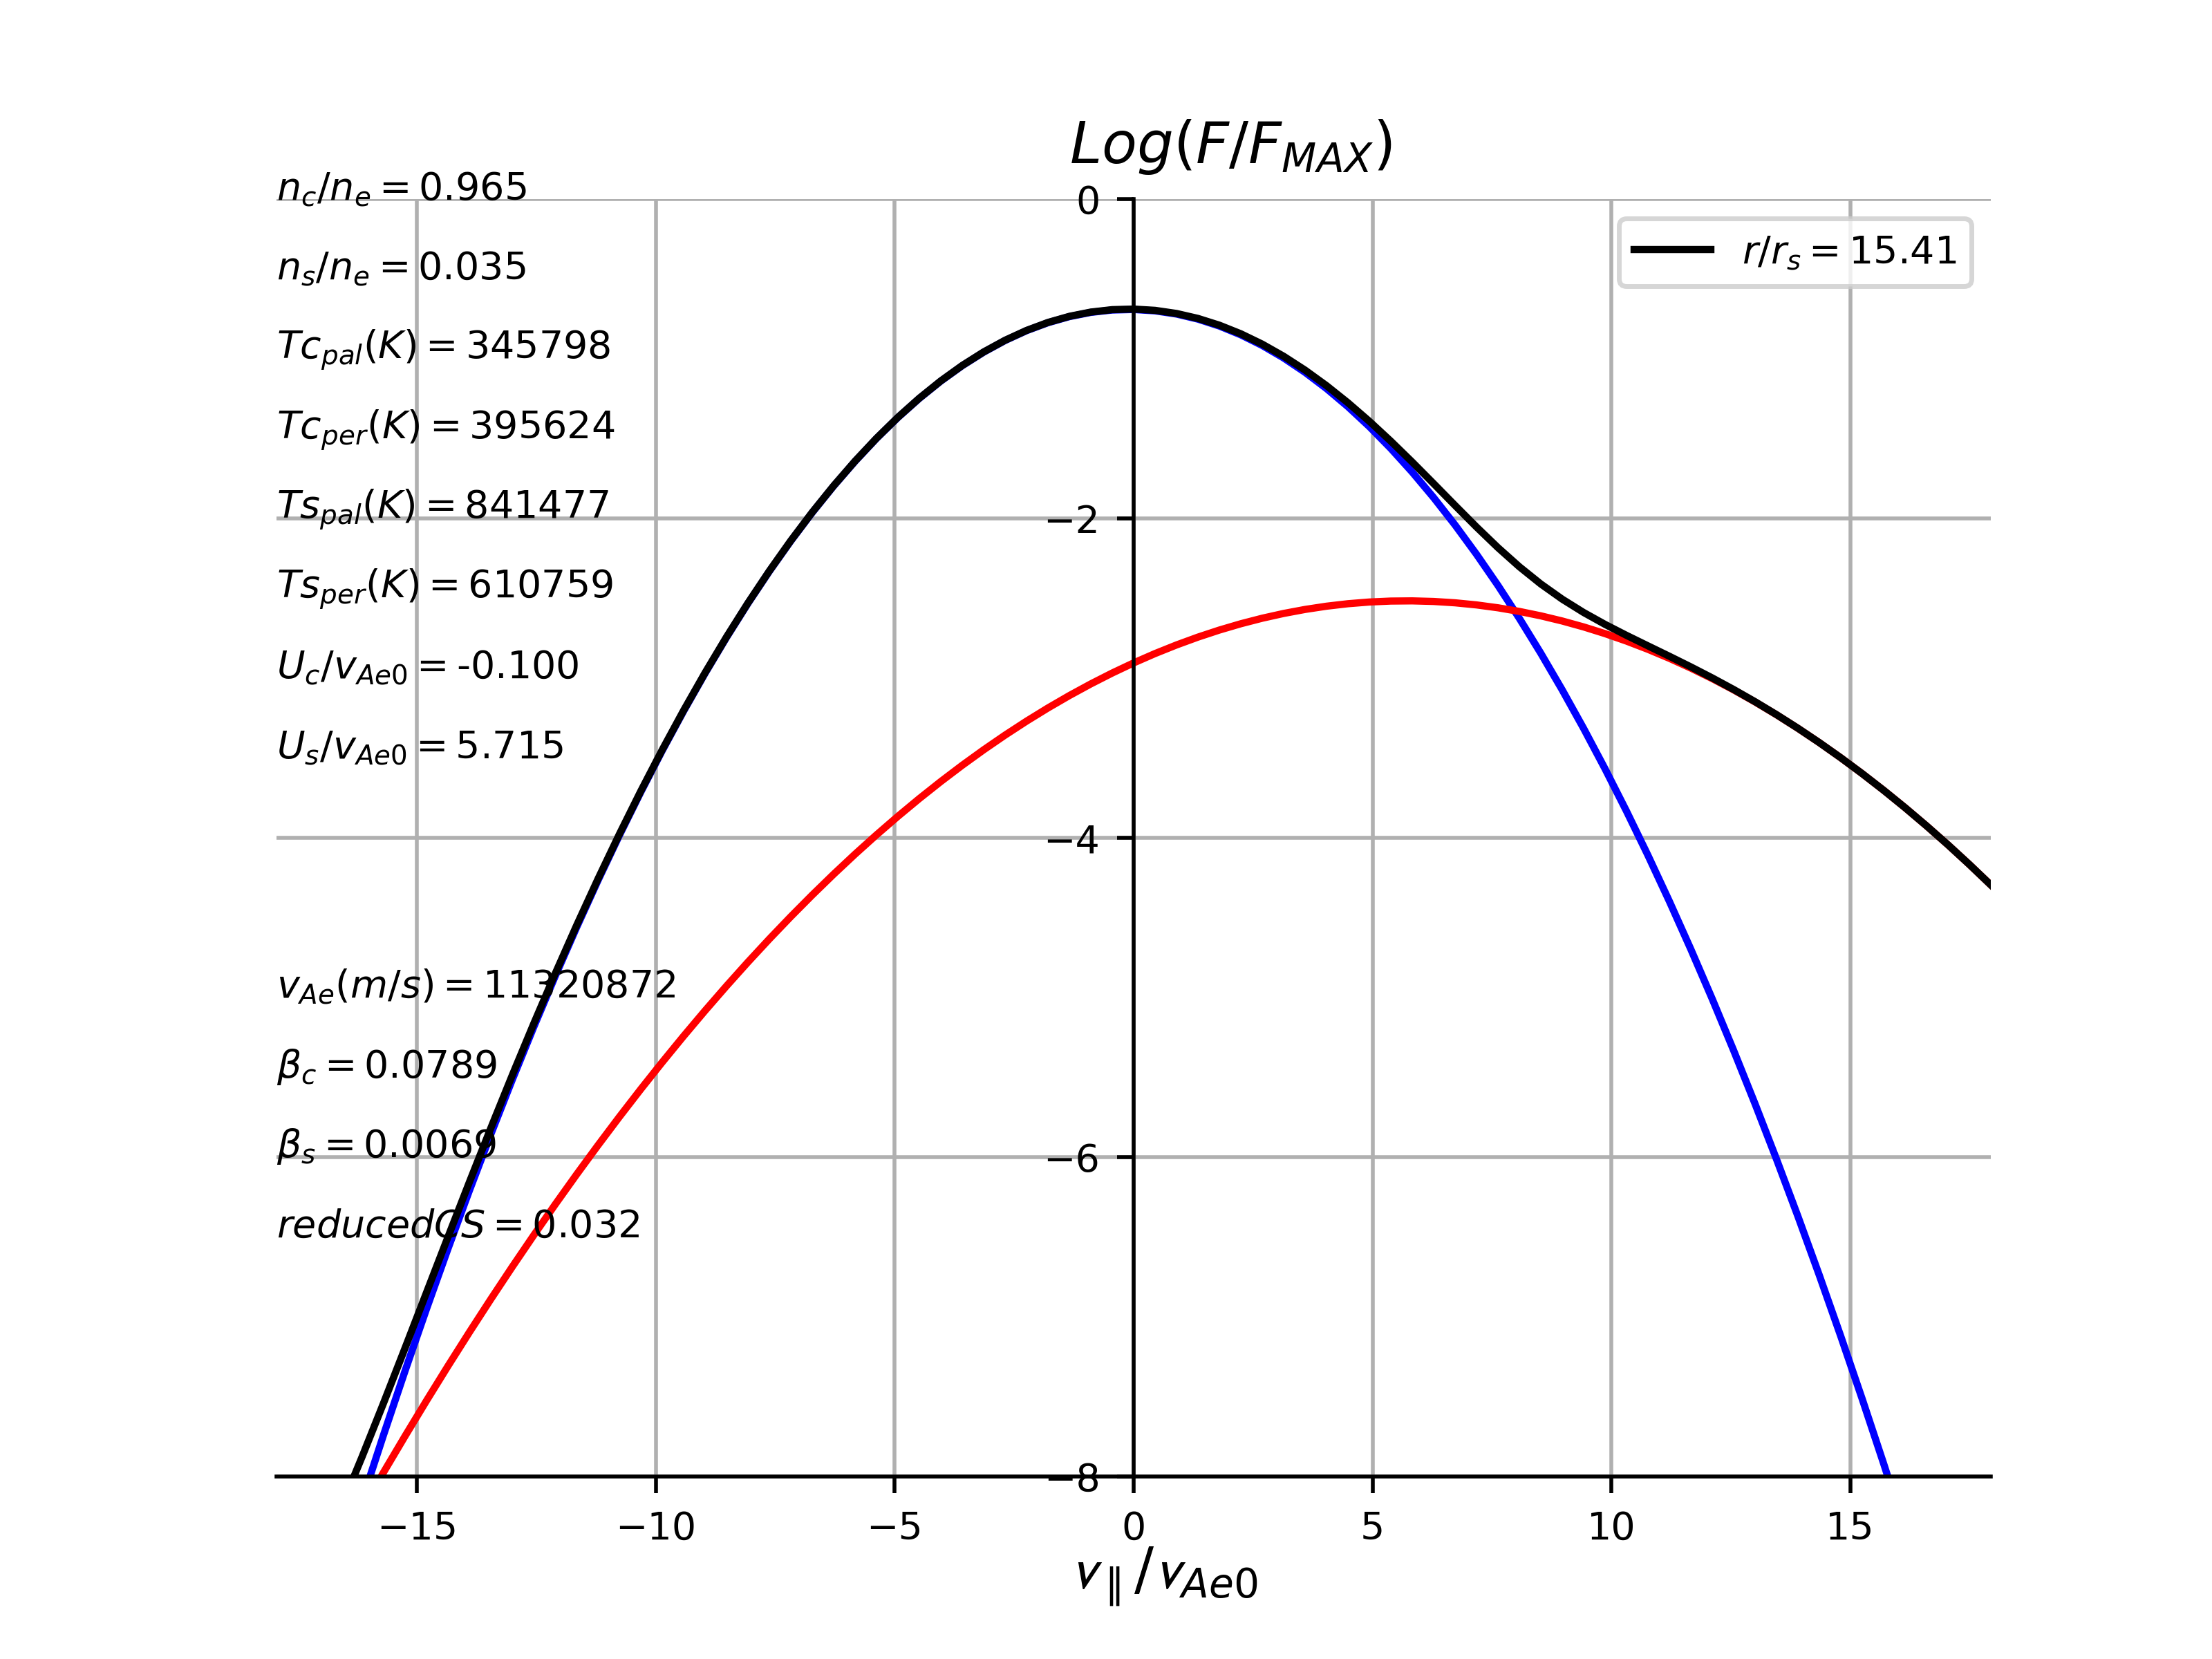 Log(F/F_MAX)
n_c/n_e = 0.965
0
r/r_s = 15.41
n_s/n_e = 0.035
Tc_pal(K) = 345798
Tc_per(K) = 395624
Ts_pal(K) = 841477
−2
Ts_per(K) = 610759
U_c/v_Ae0 = -0.100
U_s/v_Ae0 = 5.715
−4
v_Ae(m/s) = 11320872
β_c = 0.0789
β_s = 0.0069
−6
reducedCS = 0.032
−8
−15 −10 −5 0 5 10 15
v_∥/v_Ae0